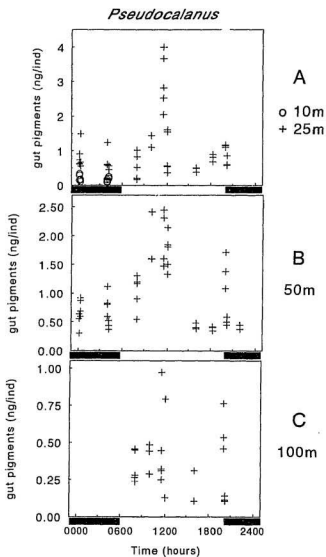 Pseudocalanus
gut pigments (ng/ind)
4
3
2
1
0
A
o 10m
+ 25m
gut pigments (ng/ind)
2.50
2.00
1.50
1.00
0.50
0.00
B
50m
gut pigments (ng/ind)
1.00
0.75
0.50
0.25
0.00
C
100m
0000 0600 1200 1800 2400
Time (hours)